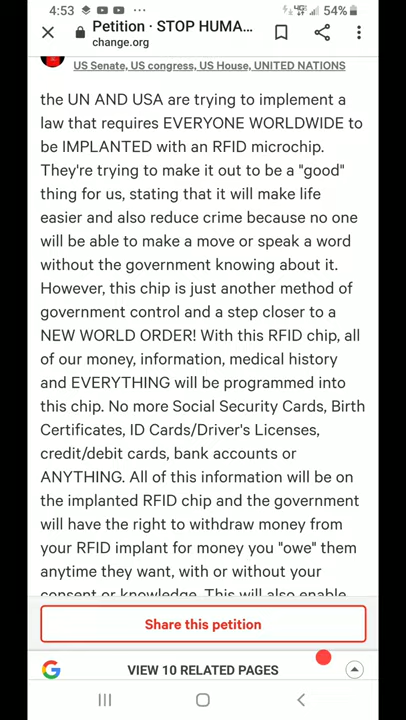 4:53 54%
Petition · STOP HUMA...
change.org
US Senate, US congress, US House, UNITED NATIONS
the UN AND USA are trying to implement a
law that requires EVERYONE WORLDWIDE to
be IMPLANTED with an RFID microchip.
They're trying to make it out to be a "good"
thing for us, stating that it will make life
easier and also reduce crime because no one
will be able to make a move or speak a word
without the government knowing about it.
However, this chip is just another method of
government control and a step closer to a
NEW WORLD ORDER! With this RFID chip, all
of our money, information, medical history
and EVERYTHING will be programmed into
this chip. No more Social Security Cards, Birth
Certificates, ID Cards/Driver's Licenses,
credit/debit cards, bank accounts or
ANYTHING. All of this information will be on
the implanted RFID chip and the government
will have the right to withdraw money from
your RFID implant for money you "owe" them
anytime they want, with or without your
consent or knowledge. This will also enable
Share this petition
VIEW 10 RELATED PAGES